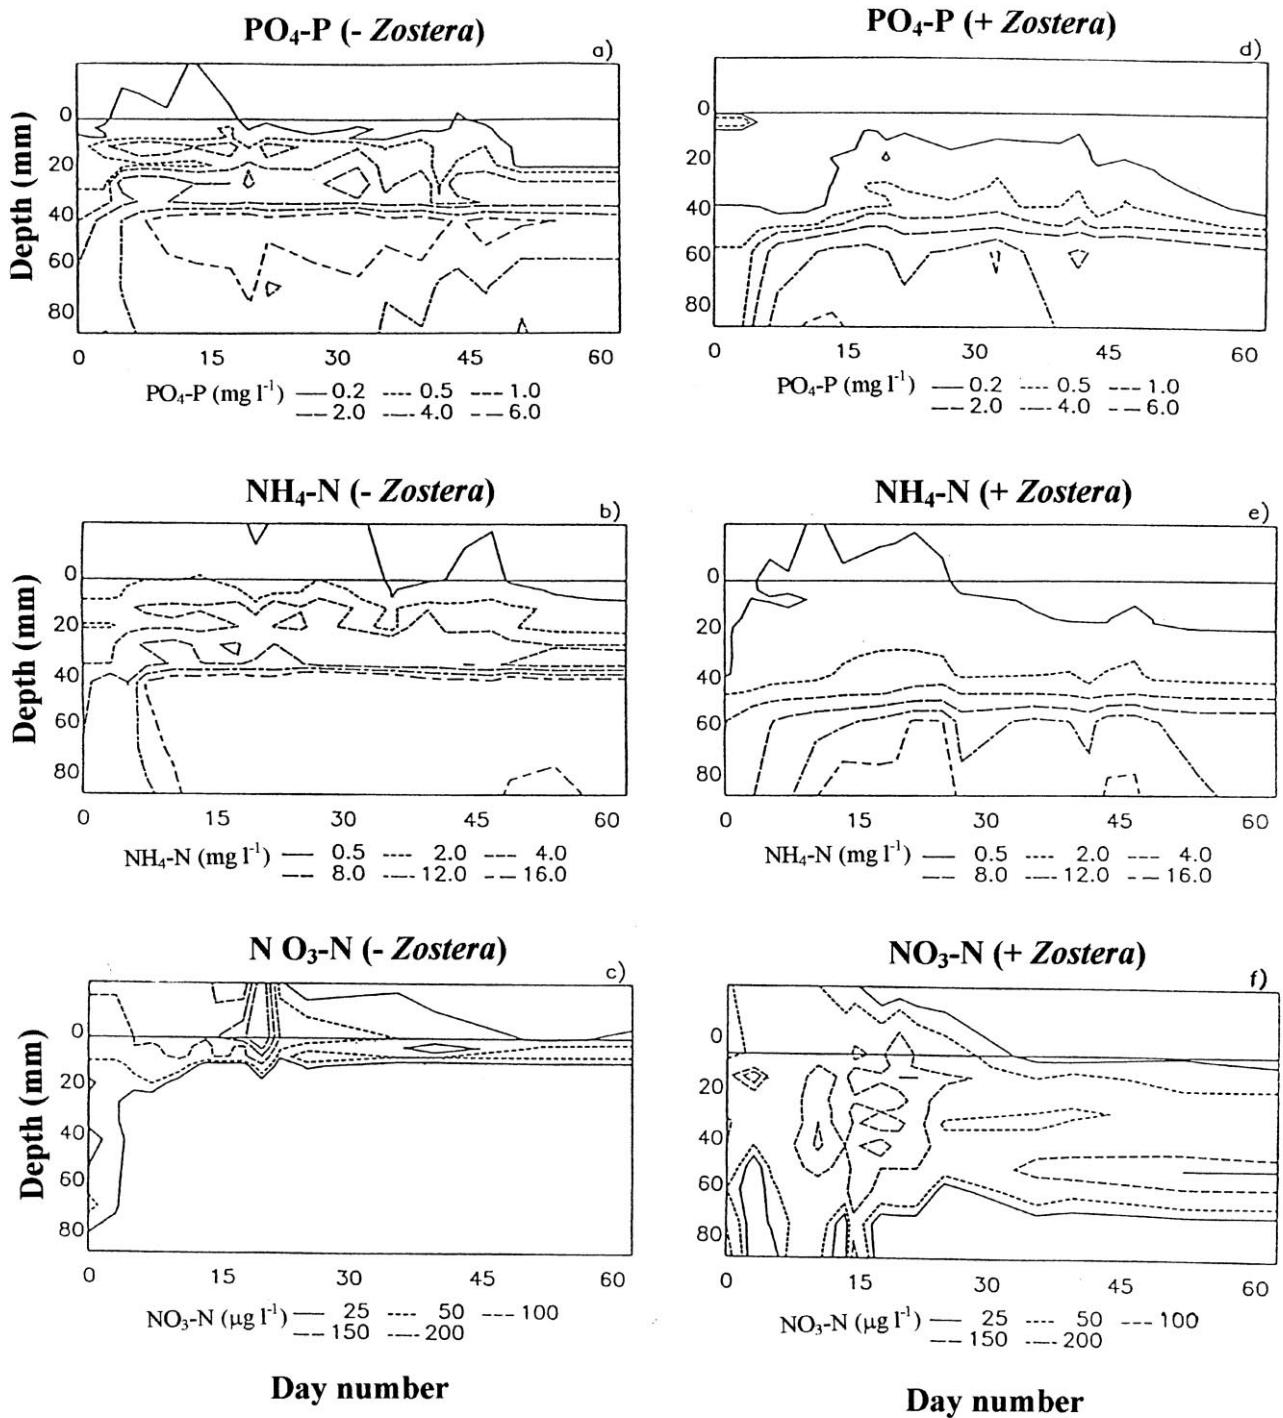 PO₄-P (- Zostera)
a)
Depth (mm)
0
20
40
60
80
0 15 30 45 60
PO₄-P (mg l⁻¹) 0.2 0.5 1.0
2.0 4.0 6.0
PO₄-P (+ Zostera)
d)
0
20
40
60
80
0 15 30 45 60
PO₄-P (mg l⁻¹) 0.2 0.5 1.0
2.0 4.0 6.0
NH₄-N (- Zostera)
b)
Depth (mm)
0
20
40
60
80
0 15 30 45 60
NH₄-N (mg l⁻¹) 0.5 2.0 4.0
8.0 12.0 16.0
NH₄-N (+ Zostera)
e)
0
20
40
60
80
0 15 30 45 60
NH₄-N (mg l⁻¹) 0.5 2.0 4.0
8.0 12.0 16.0
N O₃-N (- Zostera)
c)
Depth (mm)
0
20
40
60
80
0 15 30 45 60
NO₃-N (µg l⁻¹) 25 50 100
150 200
Day number
NO₃-N (+ Zostera)
f)
0
20
40
60
80
0 15 30 45 60
NO₃-N (µg l⁻¹) 25 50 100
150 200
Day number